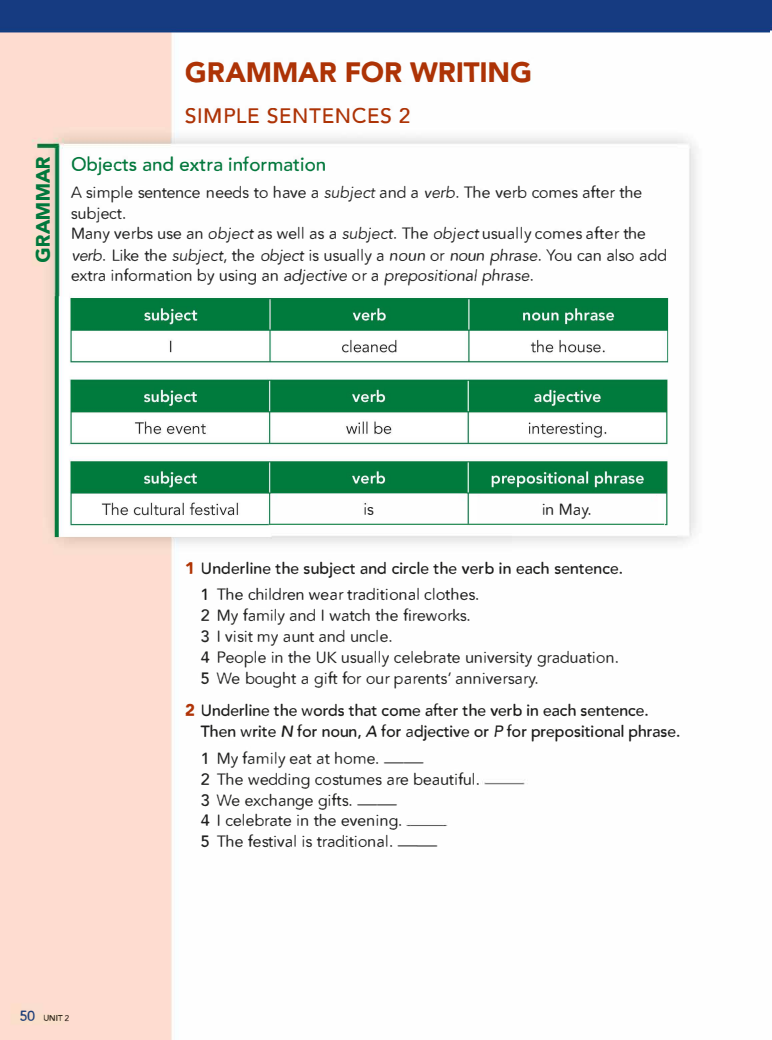 GRAMMAR FOR WRITING
SIMPLE SENTENCES 2
GRAMMAR
Objects and extra information
A simple sentence needs to have a subject and a verb. The verb comes after the
subject.
Many verbs use an object as well as a subject. The object usually comes after the
verb. Like the subject, the object is usually a noun or noun phrase. You can also add
extra information by using an adjective or a prepositional phrase.
subject verb noun phrase
I cleaned the house.
subject verb adjective
The event will be interesting.
subject verb prepositional phrase
The cultural festival is in May.
1 Underline the subject and circle the verb in each sentence.
1 The children wear traditional clothes.
2 My family and I watch the fireworks.
3 I visit my aunt and uncle.
4 People in the UK usually celebrate university graduation.
5 We bought a gift for our parents' anniversary.
2 Underline the words that come after the verb in each sentence.
Then write N for noun, A for adjective or P for prepositional phrase.
1 My family eat at home. _____
2 The wedding costumes are beautiful. _____
3 We exchange gifts. _____
4 I celebrate in the evening. _____
5 The festival is traditional. _____
50 UNIT 2